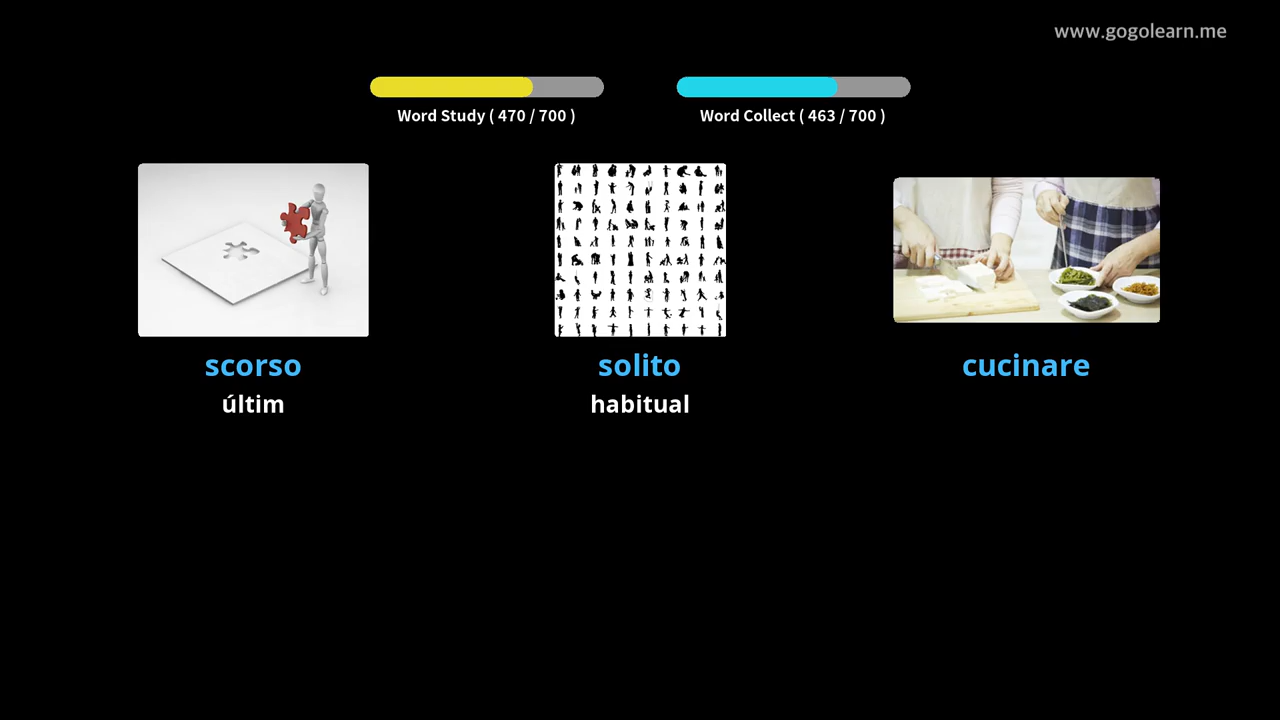 www.gogolearn.me
Word Study ( 470 / 700 )
Word Collect ( 463 / 700 )
scorso
últim
solito
habitual
cucinare